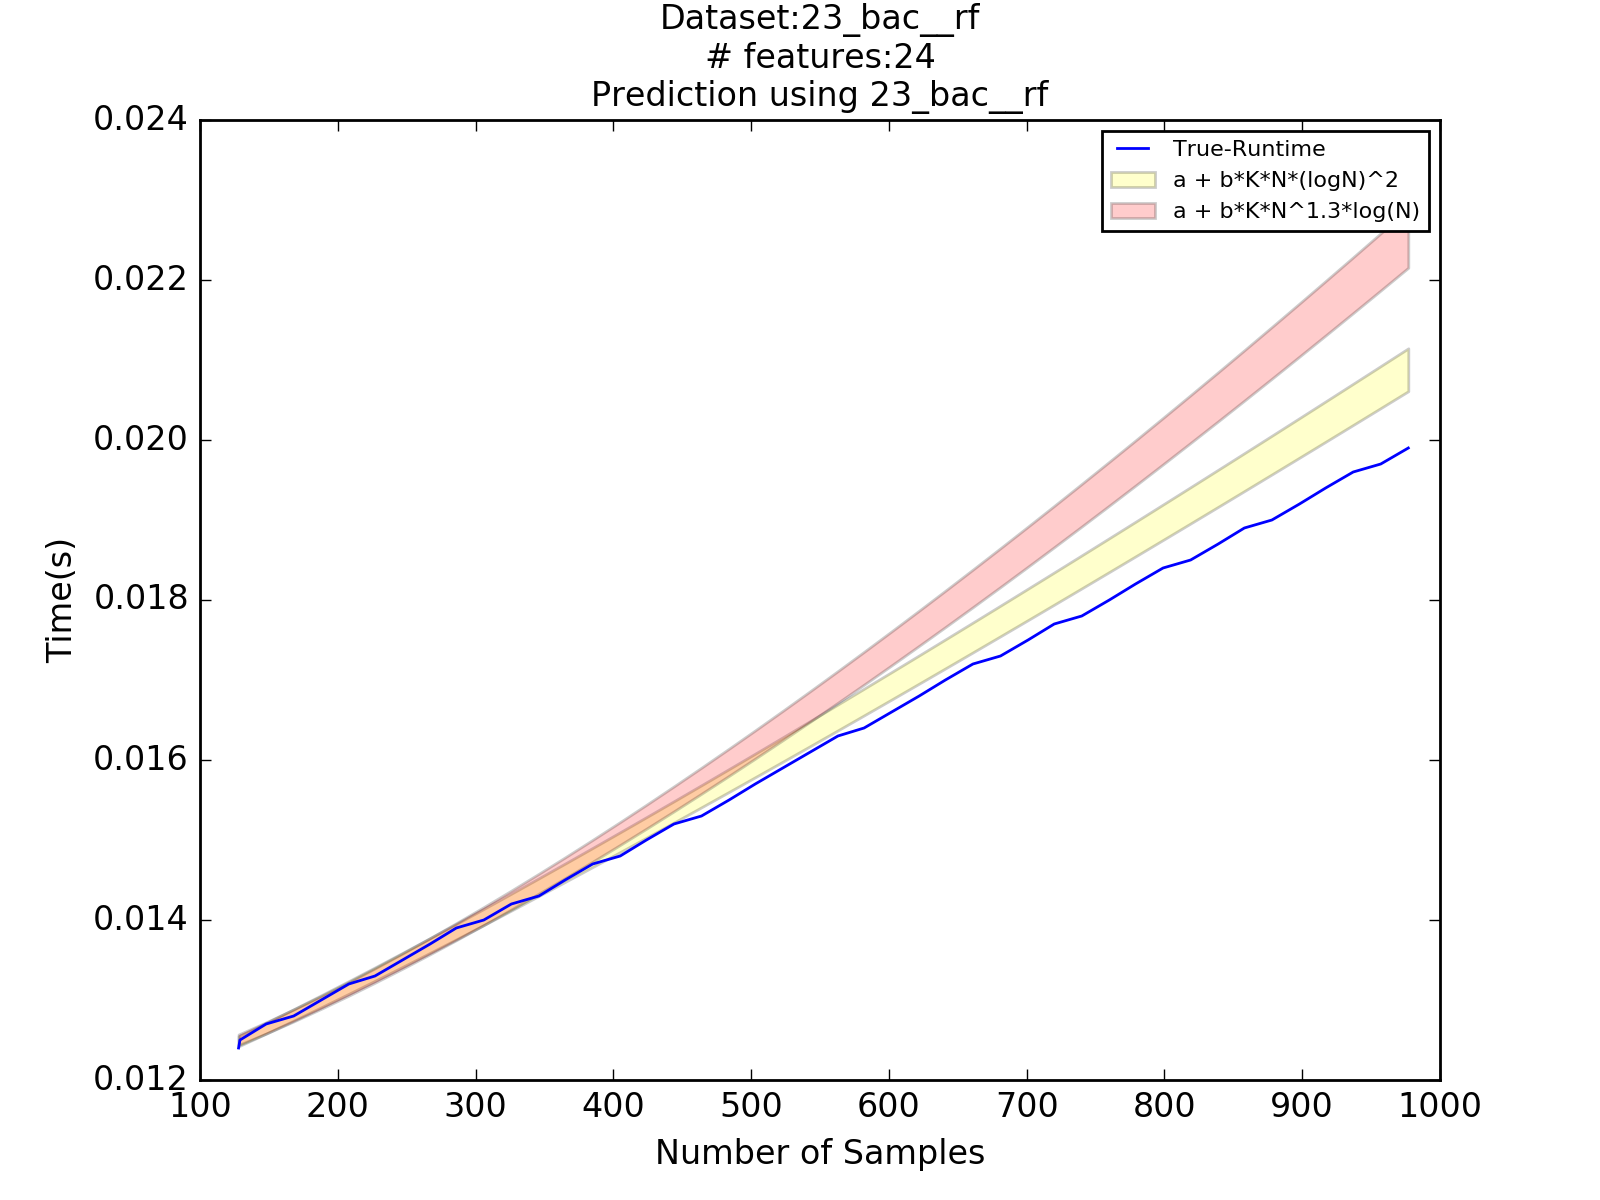 Dataset:23_bac__rf
# features:24
Prediction using 23_bac__rf
0.024
0.022
0.020
0.018
0.016
0.014
0.012
Time(s)
True-Runtime
a + b*K*N*(logN)^2
a + b*K*N^1.3*log(N)
100 200 300 400 500 600 700 800 900 1000
Number of Samples